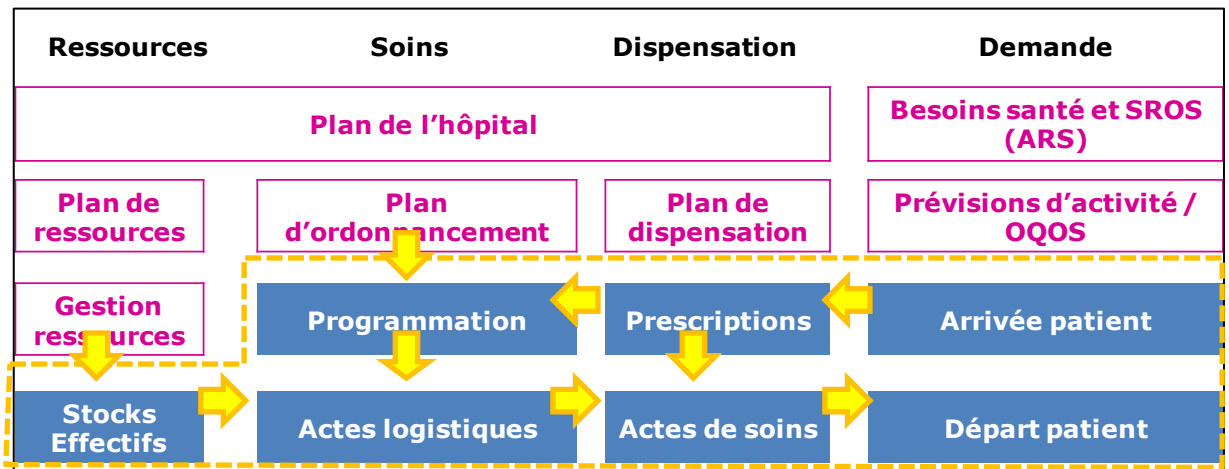 Ressources
Soins
Dispensation
Demande
Plan de l’hôpital
Besoins santé et SROS
(ARS)
Plan de
ressources
Plan
d’ordonnancement
Plan de
dispensation
Prévisions d’activité /
OQOS
Gestion
ressources
Programmation
Prescriptions
Arrivée patient
Stocks
Effectifs
Actes logistiques
Actes de soins
Départ patient